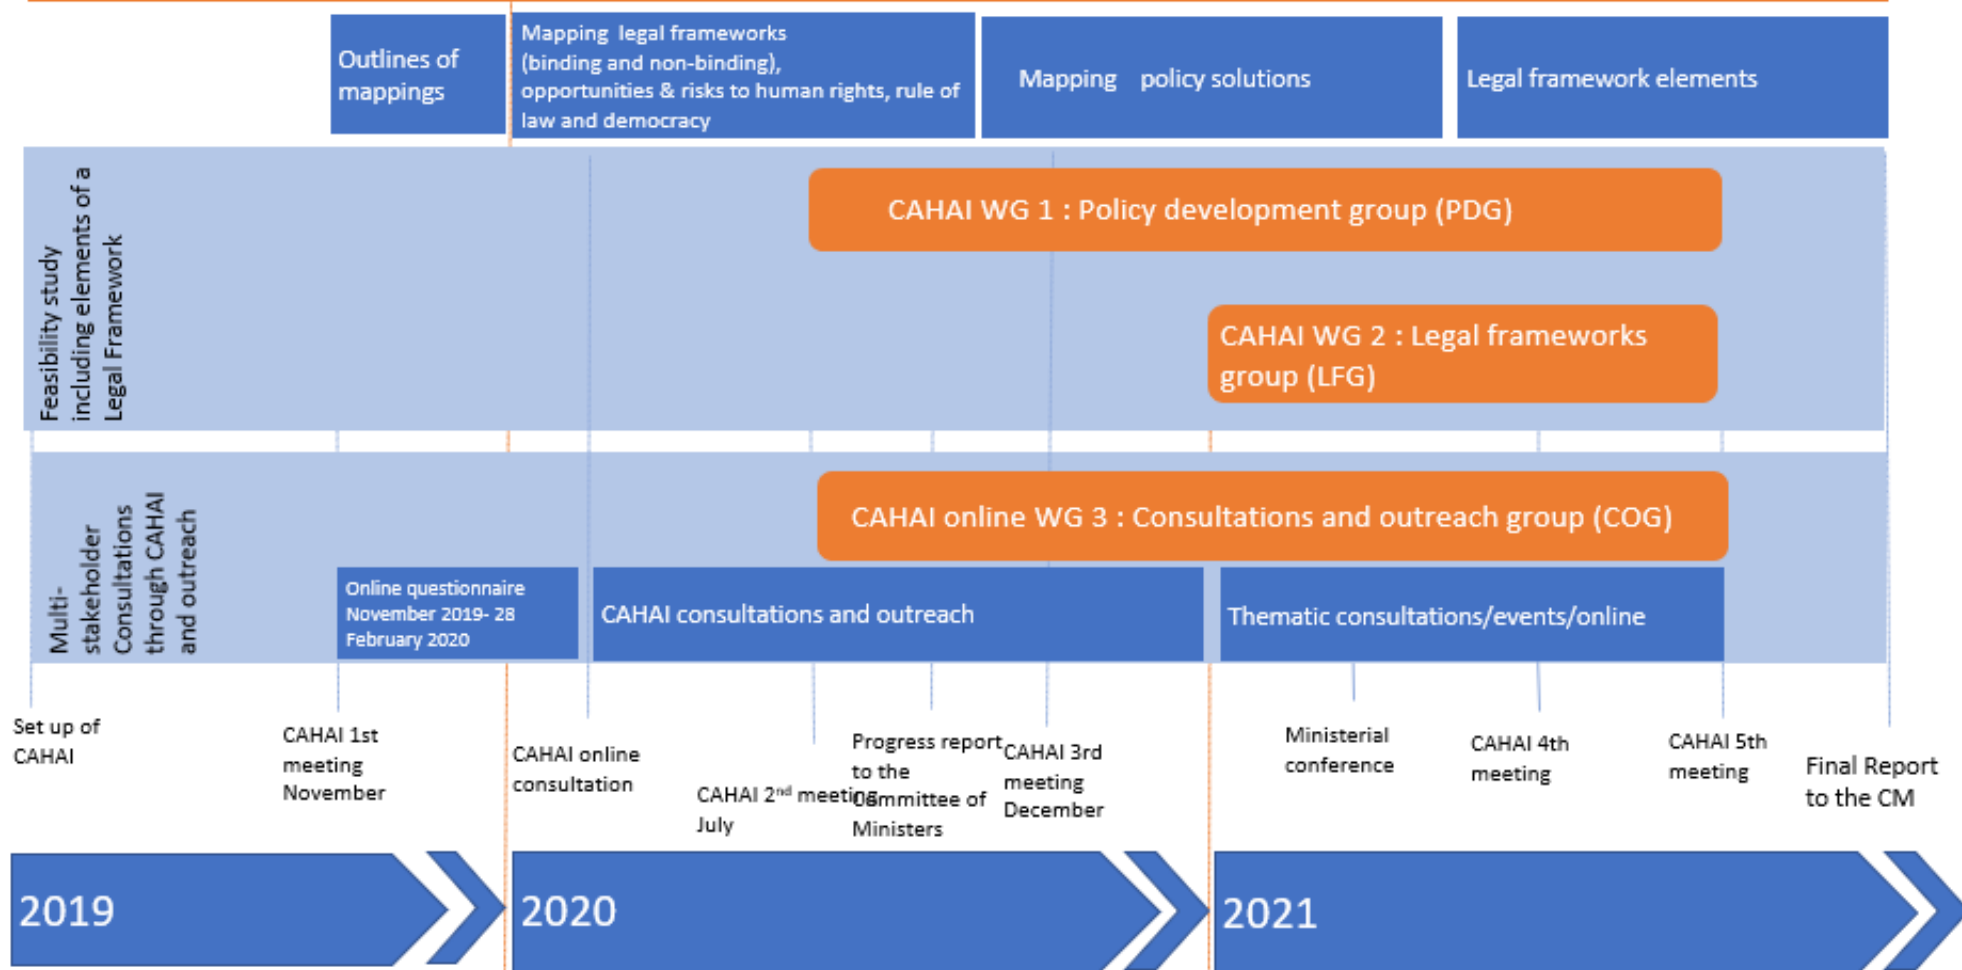 Outlines of
mappings
Mapping legal frameworks
(binding and non-binding),
opportunities & risks to human rights, rule of
law and democracy
Mapping policy solutions
Legal framework elements
Feasibility study
including elements of a
Legal Framework
CAHAI WG 1 : Policy development group (PDG)
CAHAI WG 2 : Legal frameworks
group (LFG)
Multi-
stakeholder
Consultations
through CAHAI
and outreach
CAHAI online WG 3 : Consultations and outreach group (COG)
Online questionnaire
November 2019- 28
February 2020
CAHAI consultations and outreach
Thematic consultations/events/online
Set up of
CAHAI
CAHAI 1st
meeting
November
CAHAI online
consultation
CAHAI 2nd meeting
July
Progress report
to the
Committee of
Ministers
CAHAI 3rd
meeting
December
Ministerial
conference
CAHAI 4th
meeting
CAHAI 5th
meeting
Final Report
to the CM
2019
2020
2021